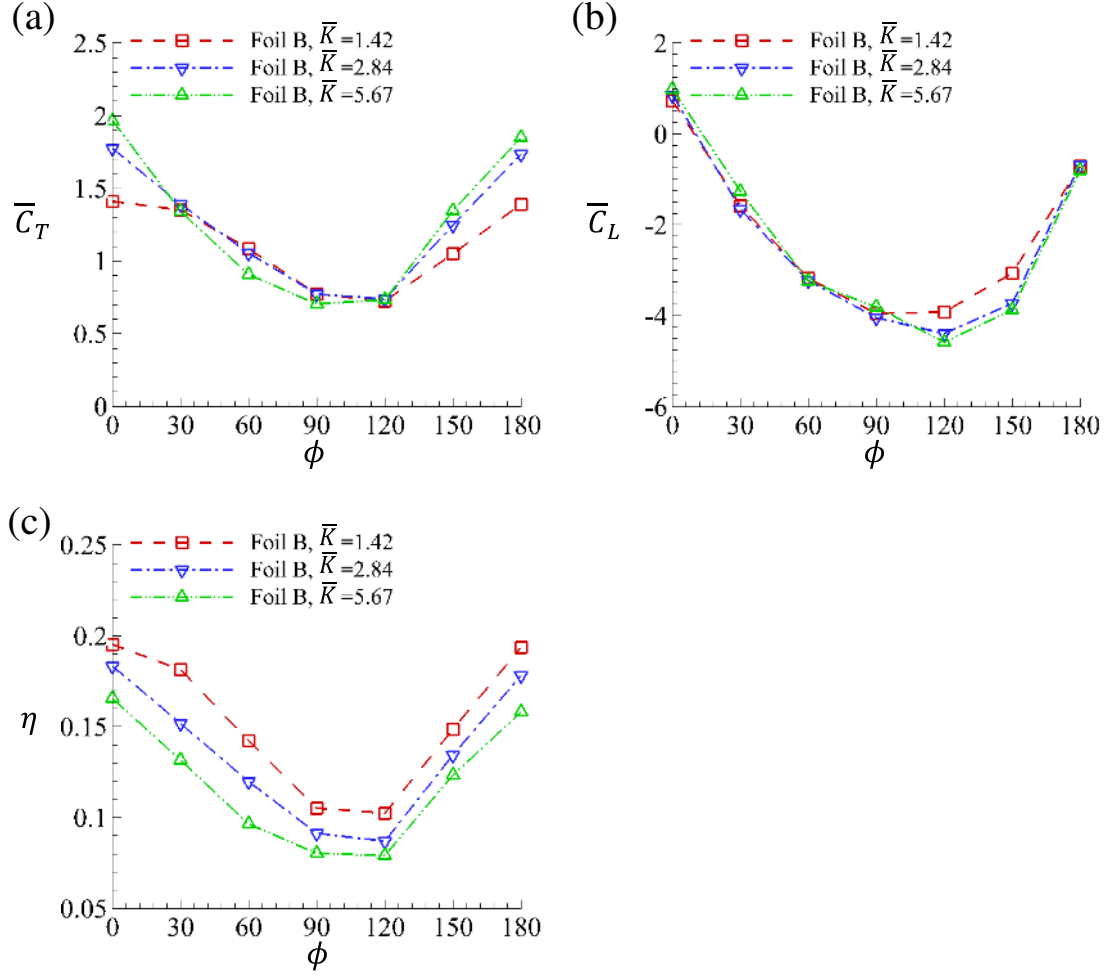 (a)
Foil B, K̅=1.42
Foil B, K̅=2.84
Foil B, K̅=5.67
2.5
2
1.5
1
0.5
0
C̅_T
0 30 60 90 120 150 180
ϕ
(b)
Foil B, K̅=1.42
Foil B, K̅=2.84
Foil B, K̅=5.67
2
0
-2
-4
-6
C̅_L
0 30 60 90 120 150 180
ϕ
(c)
Foil B, K̅=1.42
Foil B, K̅=2.84
Foil B, K̅=5.67
0.25
0.2
0.15
0.1
0.05
η
0 30 60 90 120 150 180
ϕ